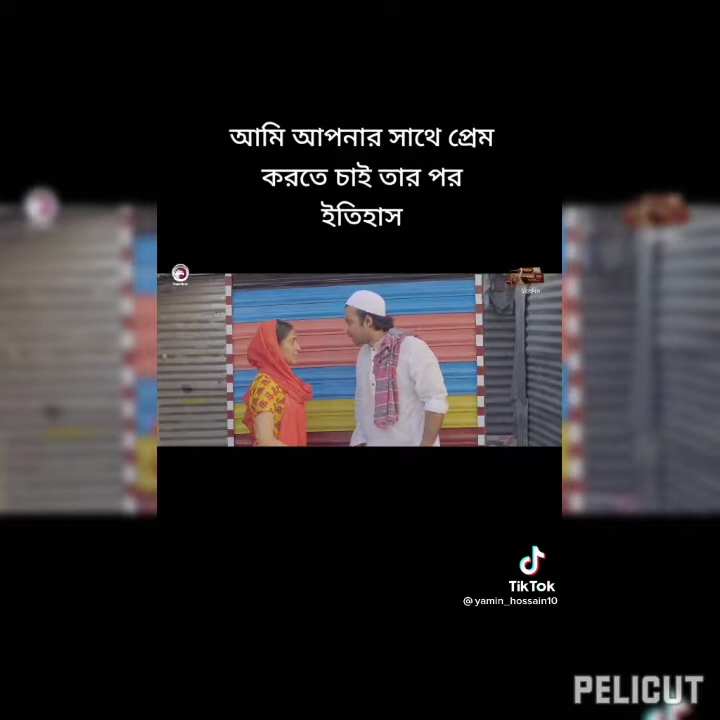 আমি আপনার সাথে প্রেম
করতে চাই তার পর
ইতিহাস
TikTok
@yamin_hossain10
PELICUT